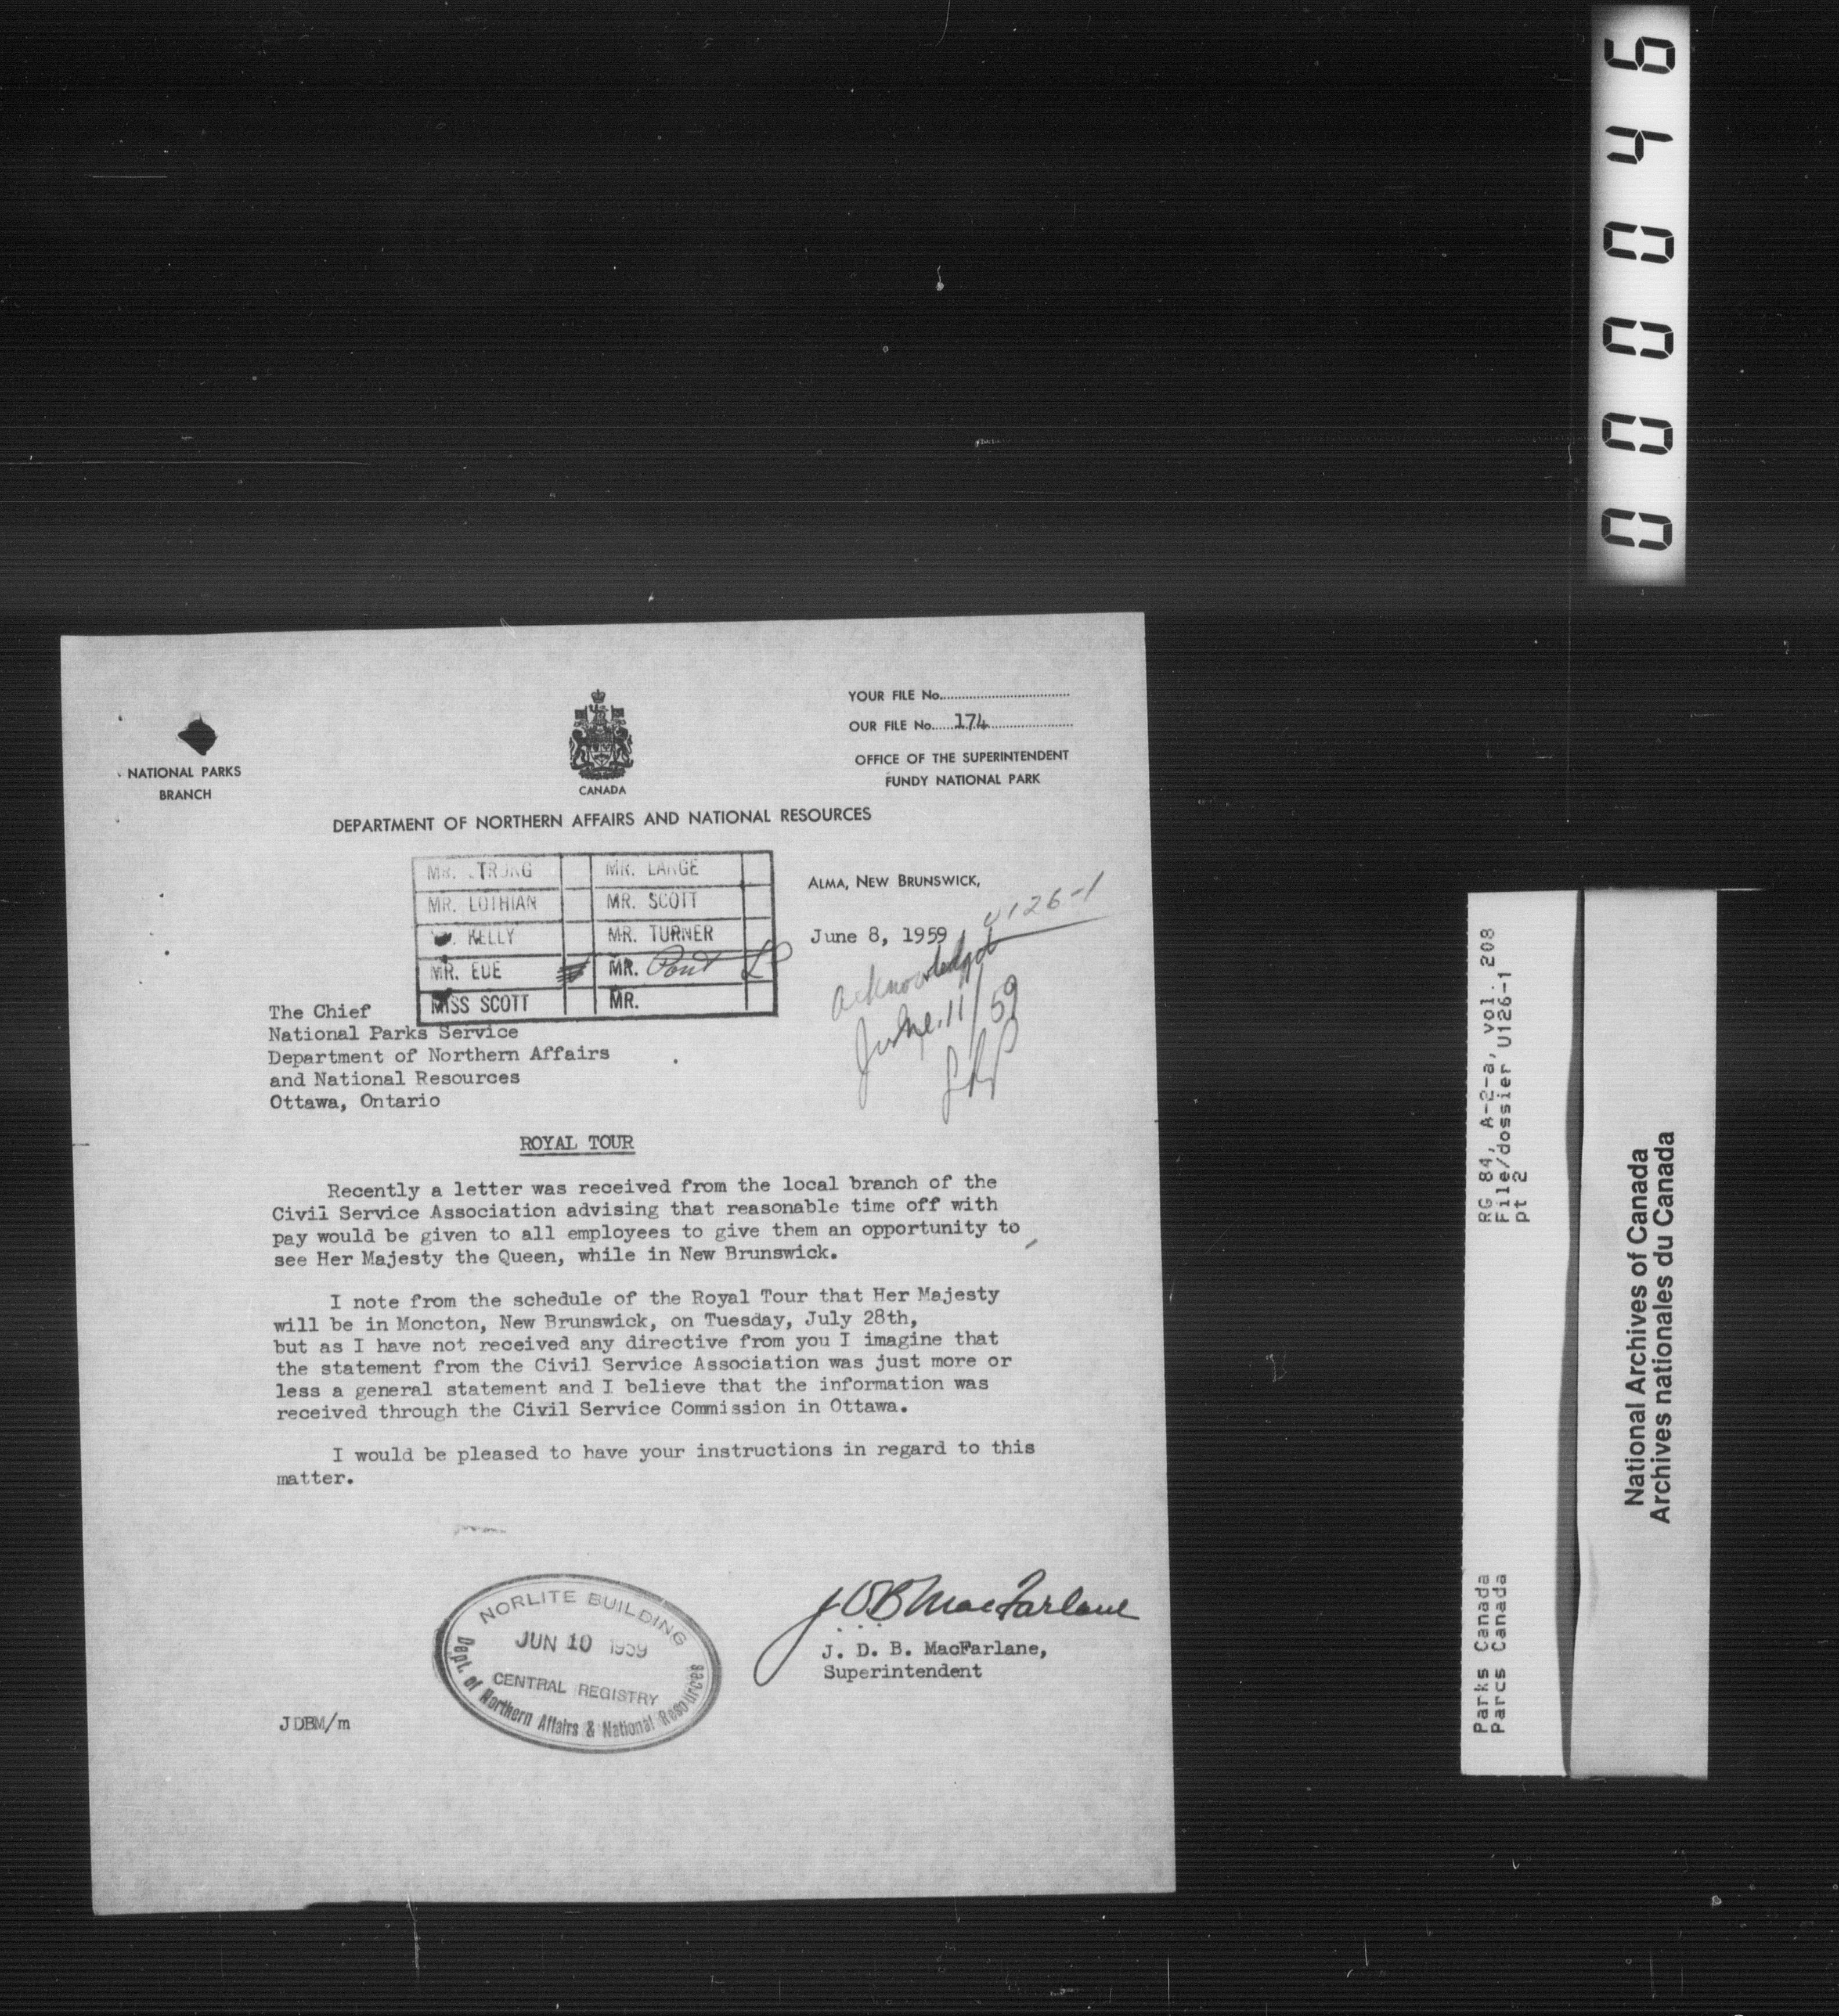 000046
YOUR FILE No.
OUR FILE No. 174
OFFICE OF THE SUPERINTENDENT
FUNDY NATIONAL PARK
NATIONAL PARKS
BRANCH
CANADA
DEPARTMENT OF NORTHERN AFFAIRS AND NATIONAL RESOURCES
MR. STRONG MR. LARGE
MR. LOTHIAN MR. SCOTT
KELLY MR. TURNER
MR. EDE MR.
MISS SCOTT MR.
ALMA, NEW BRUNSWICK,
U126-1
June 8, 1959
Acknowledged
June 11/59
The Chief
National Parks Service
Department of Northern Affairs
and National Resources
Ottawa, Ontario
ROYAL TOUR
Recently a letter was received from the local branch of the
Civil Service Association advising that reasonable time off with
pay would be given to all employees to give them an opportunity to
see Her Majesty the Queen, while in New Brunswick.
I note from the schedule of the Royal Tour that Her Majesty
will be in Moncton, New Brunswick, on Tuesday, July 28th,
but as I have not received any directive from you I imagine that
the statement from the Civil Service Association was just more or
less a general statement and I believe that the information was
received through the Civil Service Commission in Ottawa.
I would be pleased to have your instructions in regard to this
matter.
J D B MacFarlane
J. D. B. MacFarlane,
Superintendent
NORLITE BUILDING
JUN 10 1959
CENTRAL REGISTRY
Dept. of Northern Affairs & National Resources
JDBM/m
RG 84, A-2-a, vol. 208
File/dossier U126-1
pt 2
Parks Canada
Parcs Canada
National Archives of Canada
Archives nationales du Canada